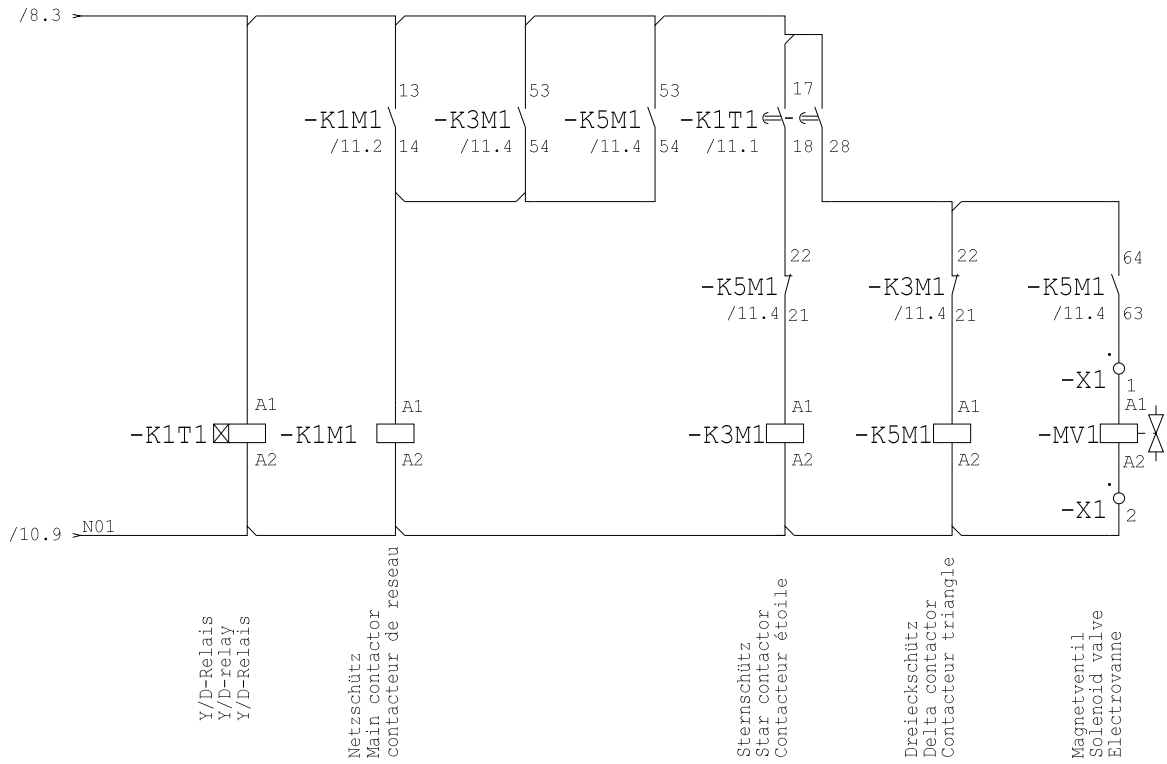 /8.3
13
53
53
17
-K1M1
-K3M1
-K5M1
-K1T1
/11.2
14
/11.4
54
/11.4
54
/11.1
18
28
22
22
64
-K5M1
-K3M1
-K5M1
/11.4
21
/11.4
21
/11.4
63
-X1
1
A1
A1
A1
A1
A1
-K1T1
-K1M1
-K3M1
-K5M1
-MV1
A2
A2
A2
A2
A2
-X1
2
/10.9
N01
Y/D-Relais
Y/D-relay
Y/D-Relais
Netzschütz
Main contactor
contacteur de reseau
Sternschütz
Star contactor
Contacteur étoile
Dreieckschütz
Delta contactor
Contacteur triangle
Magnetventil
Solenoid valve
Electrovanne